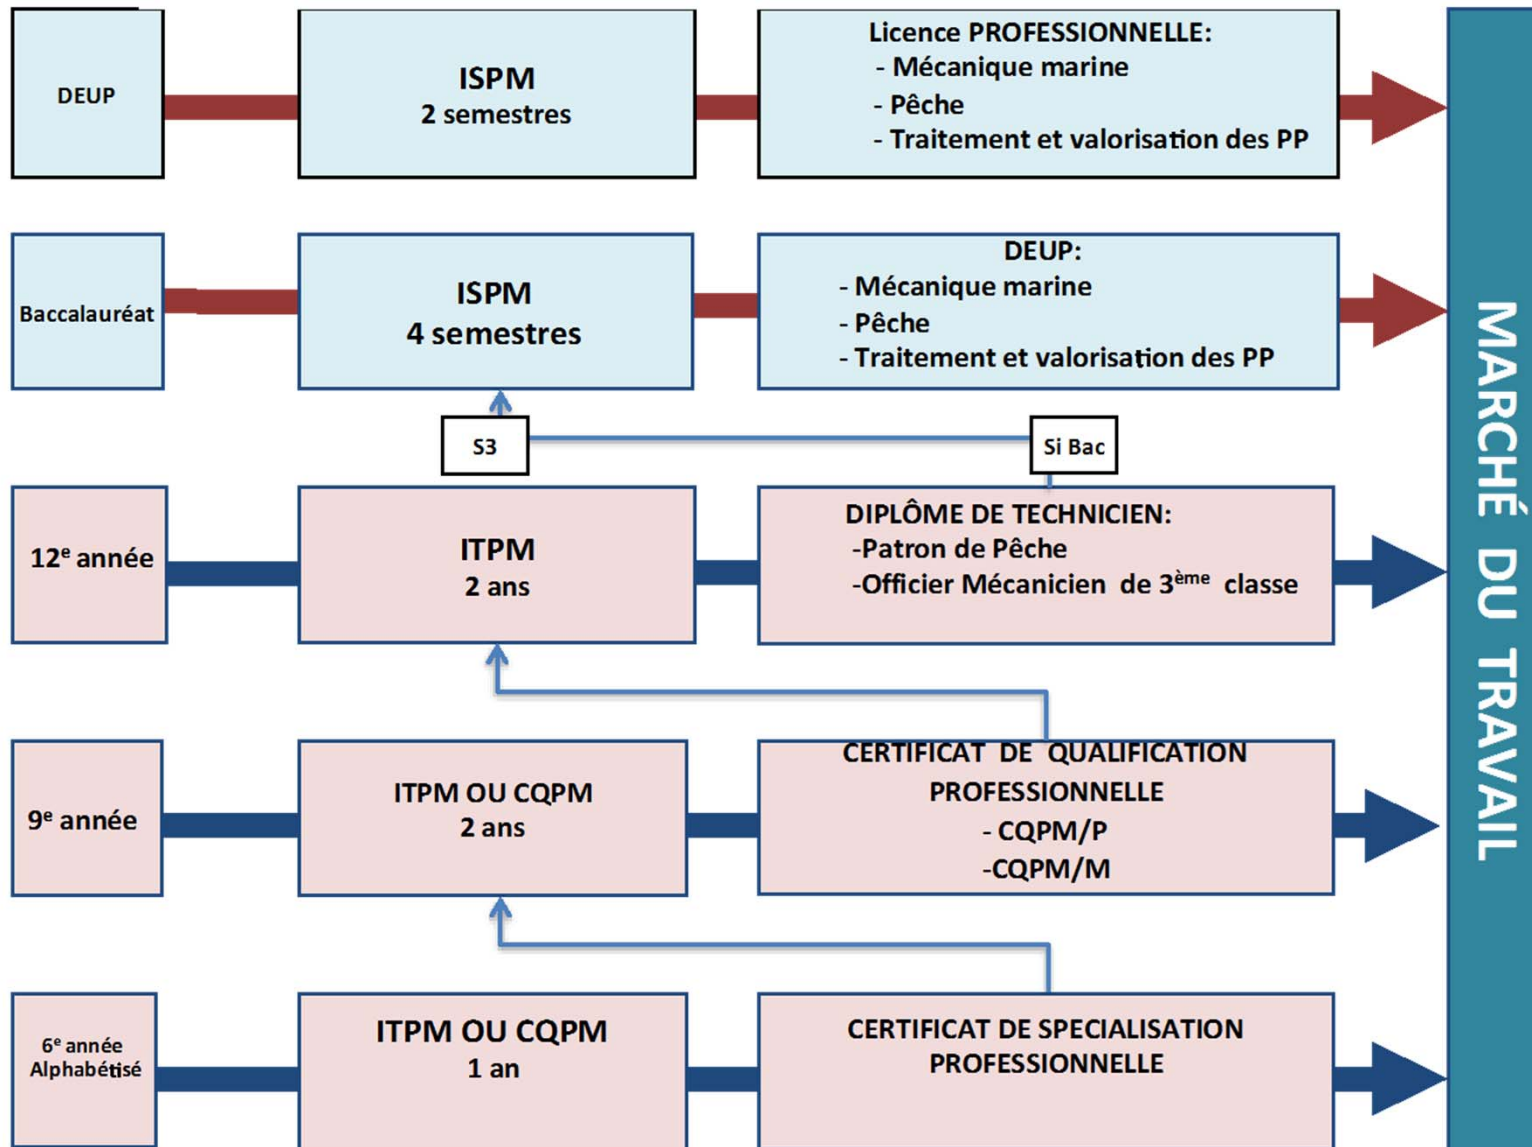 DEUP
ISPM
2 semestres
Licence PROFESSIONNELLE:
- Mécanique marine
- Pêche
- Traitement et valorisation des PP
Baccalauréat
ISPM
4 semestres
DEUP:
- Mécanique marine
- Pêche
- Traitement et valorisation des PP
S3
Si Bac
12e année
ITPM
2 ans
DIPLÔME DE TECHNICIEN:
-Patron de Pêche
-Officier Mécanicien de 3ème classe
9e année
ITPM OU CQPM
2 ans
CERTIFICAT DE QUALIFICATION
PROFESSIONNELLE
- CQPM/P
-CQPM/M
6e année
Alphabétisé
ITPM OU CQPM
1 an
CERTIFICAT DE SPECIALISATION
PROFESSIONNELLE
MARCHÉ DU TRAVAIL